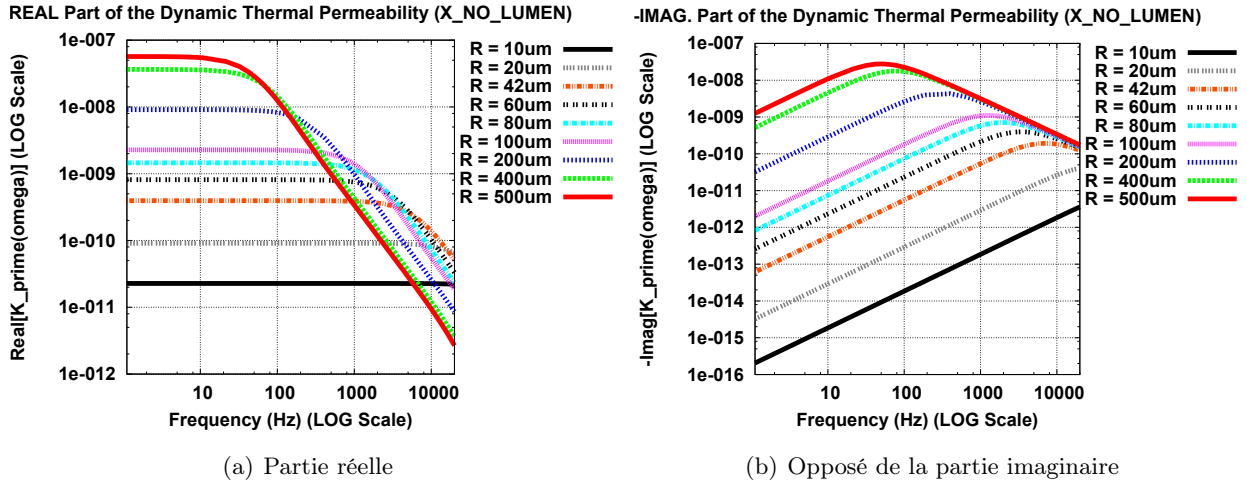 REAL Part of the Dynamic Thermal Permeability (X_NO_LUMEN)
Real[K_prime(omega)] (LOG Scale)
1e-007
1e-008
1e-009
1e-010
1e-011
1e-012
10
100
1000
10000
Frequency (Hz) (LOG Scale)
R = 10um
R = 20um
R = 42um
R = 60um
R = 80um
R = 100um
R = 200um
R = 400um
R = 500um
(a) Partie réelle
-IMAG. Part of the Dynamic Thermal Permeability (X_NO_LUMEN)
-Imag[K_prime(omega)] (LOG Scale)
1e-007
1e-008
1e-009
1e-010
1e-011
1e-012
1e-013
1e-014
1e-015
1e-016
10
100
1000
10000
Frequency (Hz) (LOG Scale)
R = 10um
R = 20um
R = 42um
R = 60um
R = 80um
R = 100um
R = 200um
R = 400um
R = 500um
(b) Opposé de la partie imaginaire